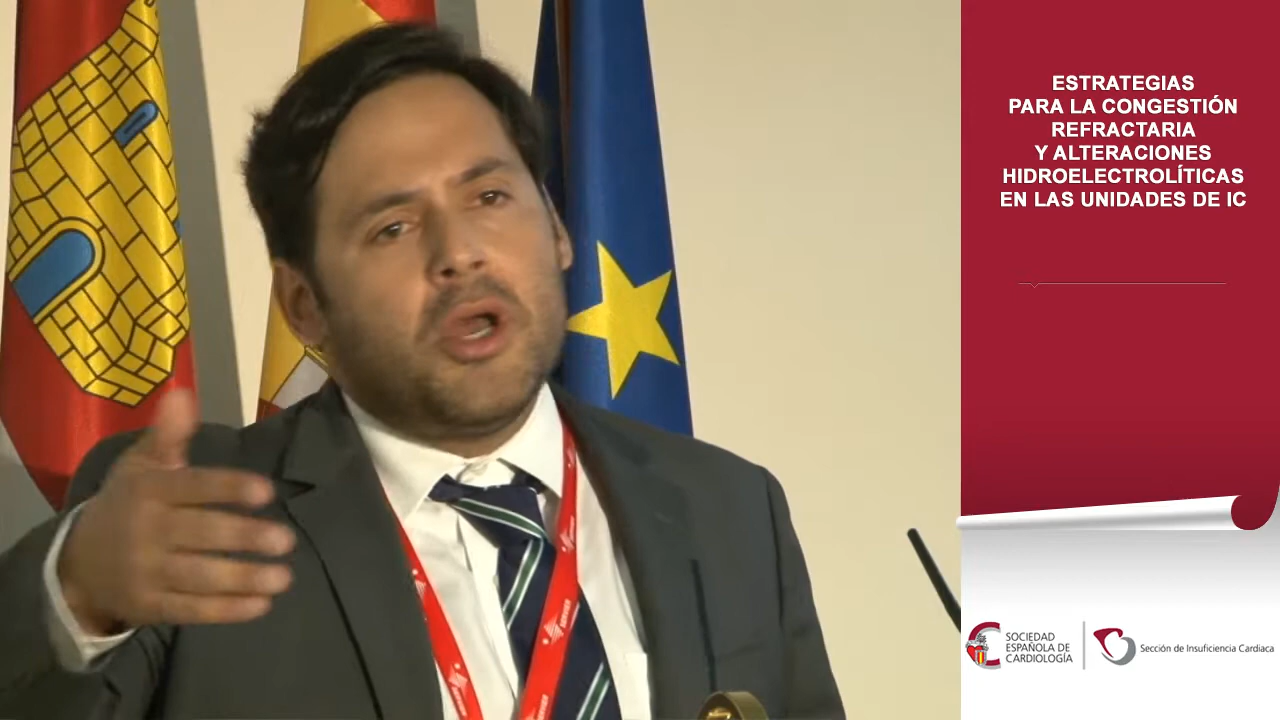 ESTRATEGIAS
PARA LA CONGESTIÓN
REFRACTARIA
Y ALTERACIONES
HIDROELECTROLÍTICAS
EN LAS UNIDADES DE IC
SOCIEDAD
ESPAÑOLA DE
CARDIOLOGÍA
Sección de Insuficiencia Cardiaca